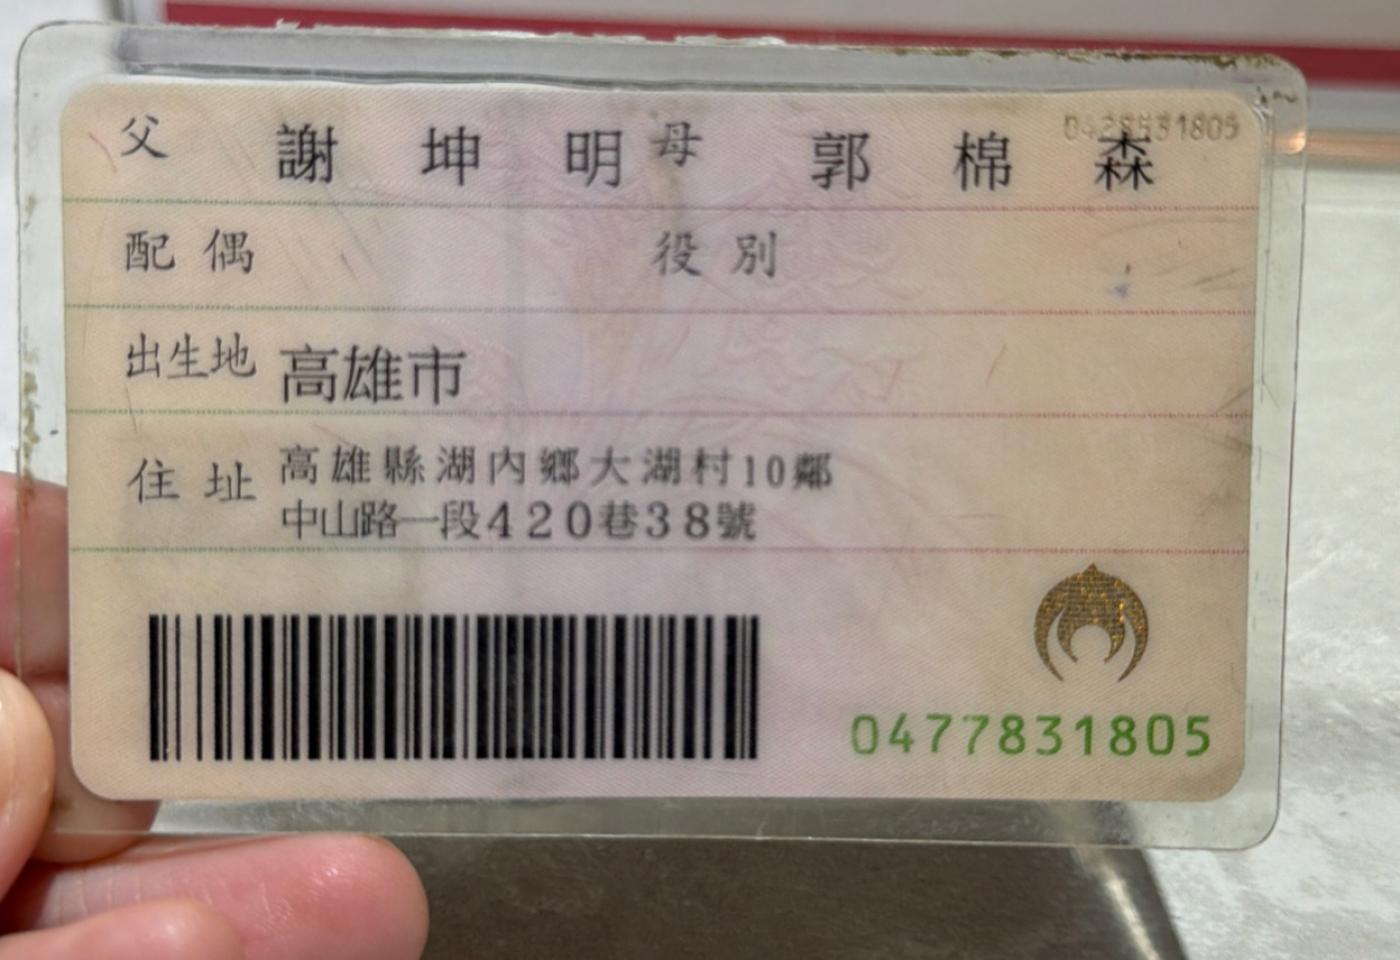 父 謝坤明 母 郭棉森
配偶 役別
出生地 高雄市
住址 高雄縣湖內鄉大湖村10鄰
中山路一段420巷38號
0477831805